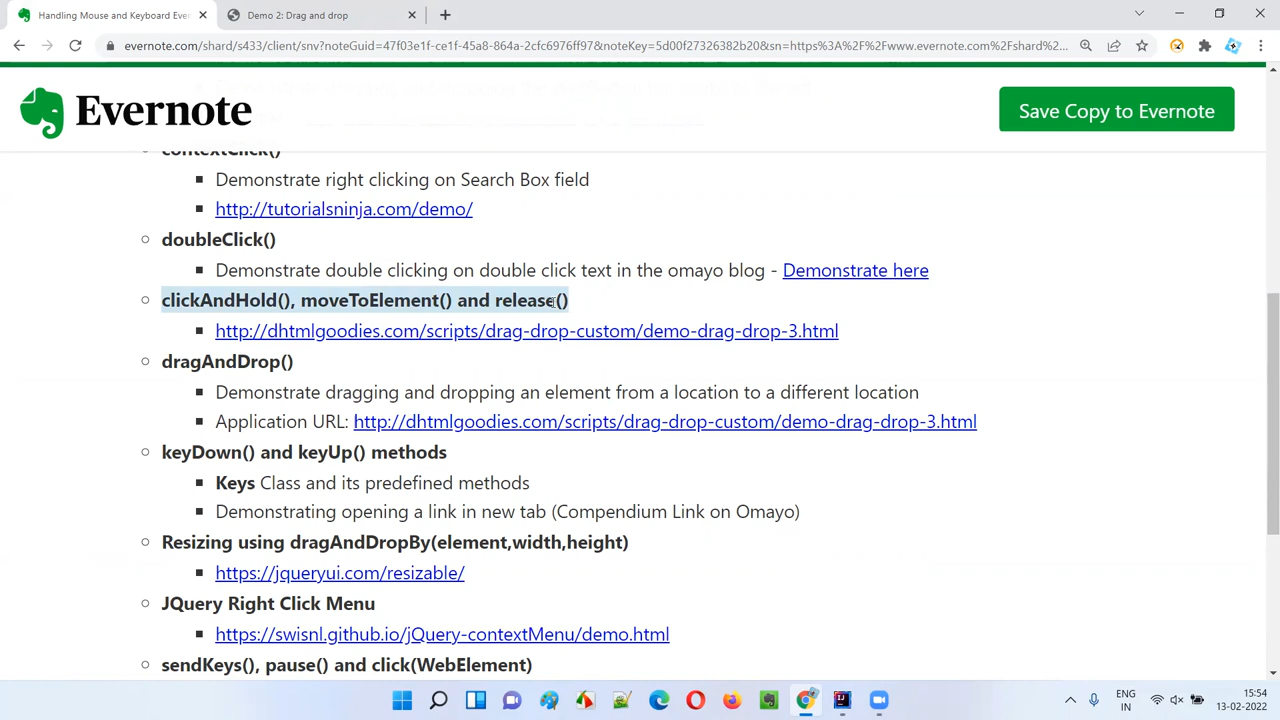 Handling Mouse and Keyboard Ever
Demo 2: Drag and drop
evernote.com/shard/s433/client/snv?noteGuid=47f03e1f-ce1f-45a8-864a-2cfc6976ff97&noteKey=5d00f27326382b20&sn=https%3A%2F%2Fwww.evernote.com%2Fshard%2...
Evernote
Save Copy to Evernote
contextClick()
▪ Demonstrate right clicking on Search Box field
▪ http://tutorialsninja.com/demo/
○ doubleClick()
▪ Demonstrate double clicking on double click text in the omayo blog - Demonstrate here
○ clickAndHold(), moveToElement() and release()
▪ http://dhtmlgoodies.com/scripts/drag-drop-custom/demo-drag-drop-3.html
○ dragAndDrop()
▪ Demonstrate dragging and dropping an element from a location to a different location
▪ Application URL: http://dhtmlgoodies.com/scripts/drag-drop-custom/demo-drag-drop-3.html
○ keyDown() and keyUp() methods
▪ Keys Class and its predefined methods
▪ Demonstrating opening a link in new tab (Compendium Link on Omayo)
○ Resizing using dragAndDropBy(element,width,height)
▪ https://jqueryui.com/resizable/
○ JQuery Right Click Menu
▪ https://swisnl.github.io/jQuery-contextMenu/demo.html
○ sendKeys(), pause() and click(WebElement)
ENG
IN
15:54
13-02-2022